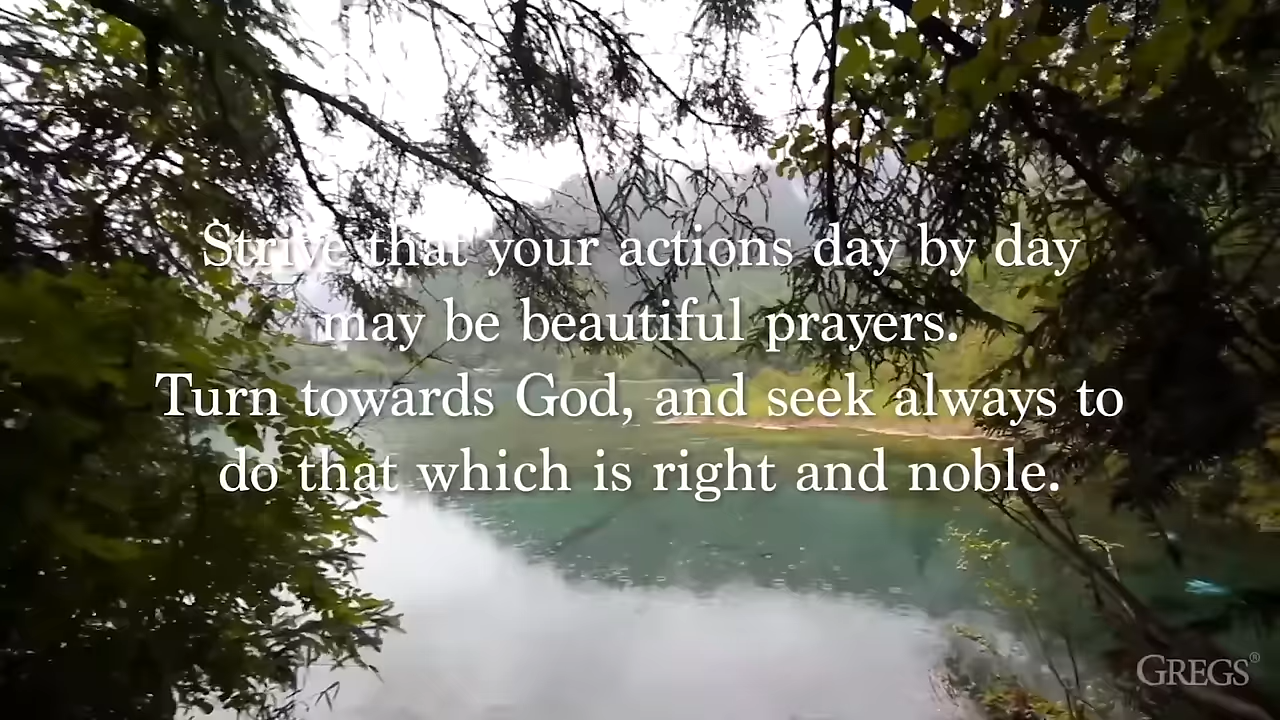 Strive that your actions day by day
may be beautiful prayers.
Turn towards God, and seek always to
do that which is right and noble.
GREGS®